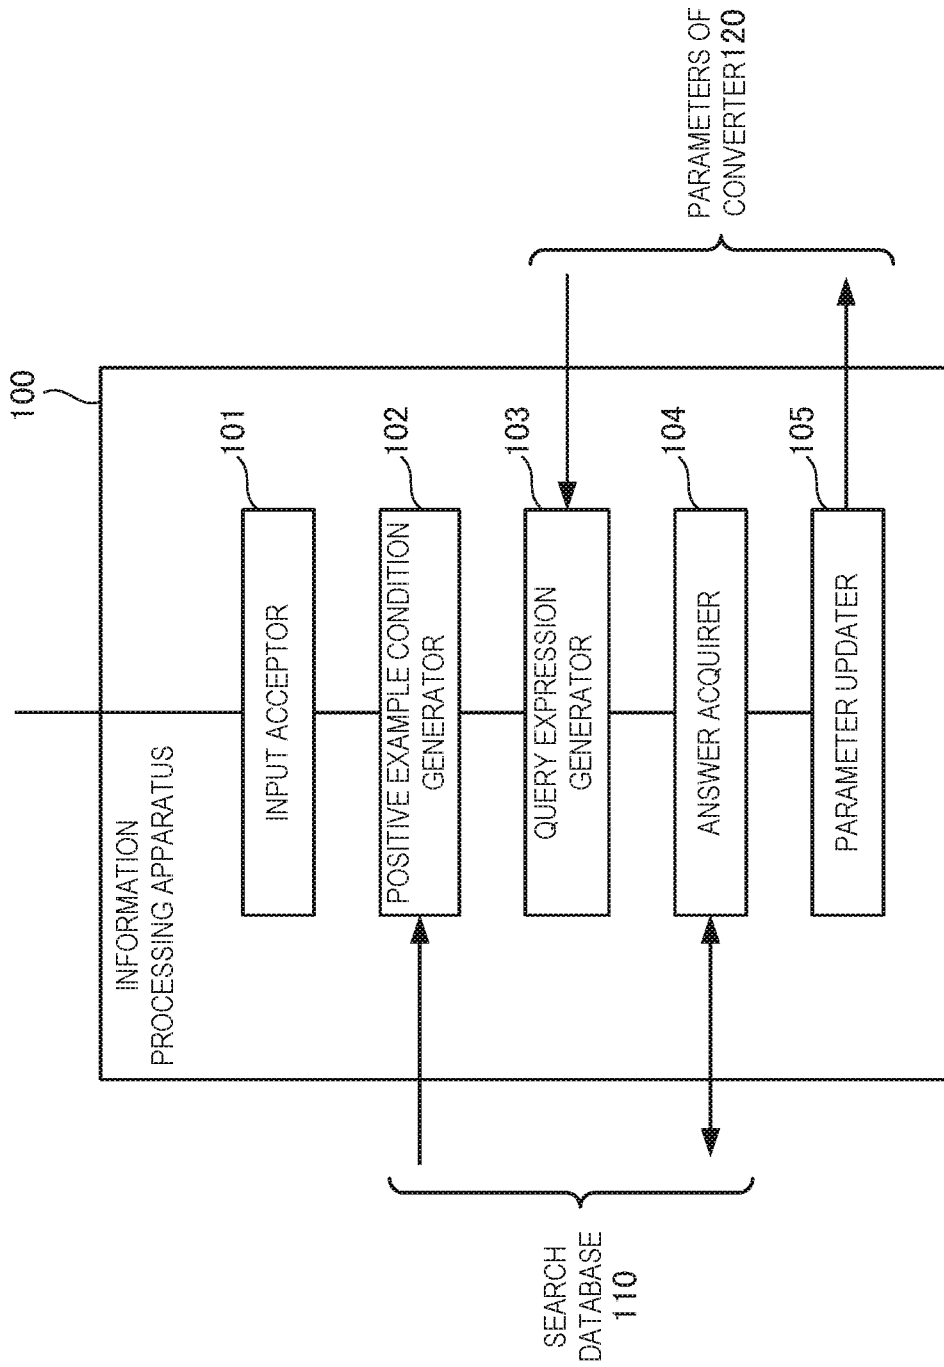 100
INFORMATION
PROCESSING APPARATUS
101
INPUT ACCEPTOR
102
POSITIVE EXAMPLE CONDITION
GENERATOR
103
QUERY EXPRESSION
GENERATOR
104
ANSWER ACQUIRER
105
PARAMETER UPDATER
SEARCH
DATABASE
110
PARAMETERS OF
CONVERTER120